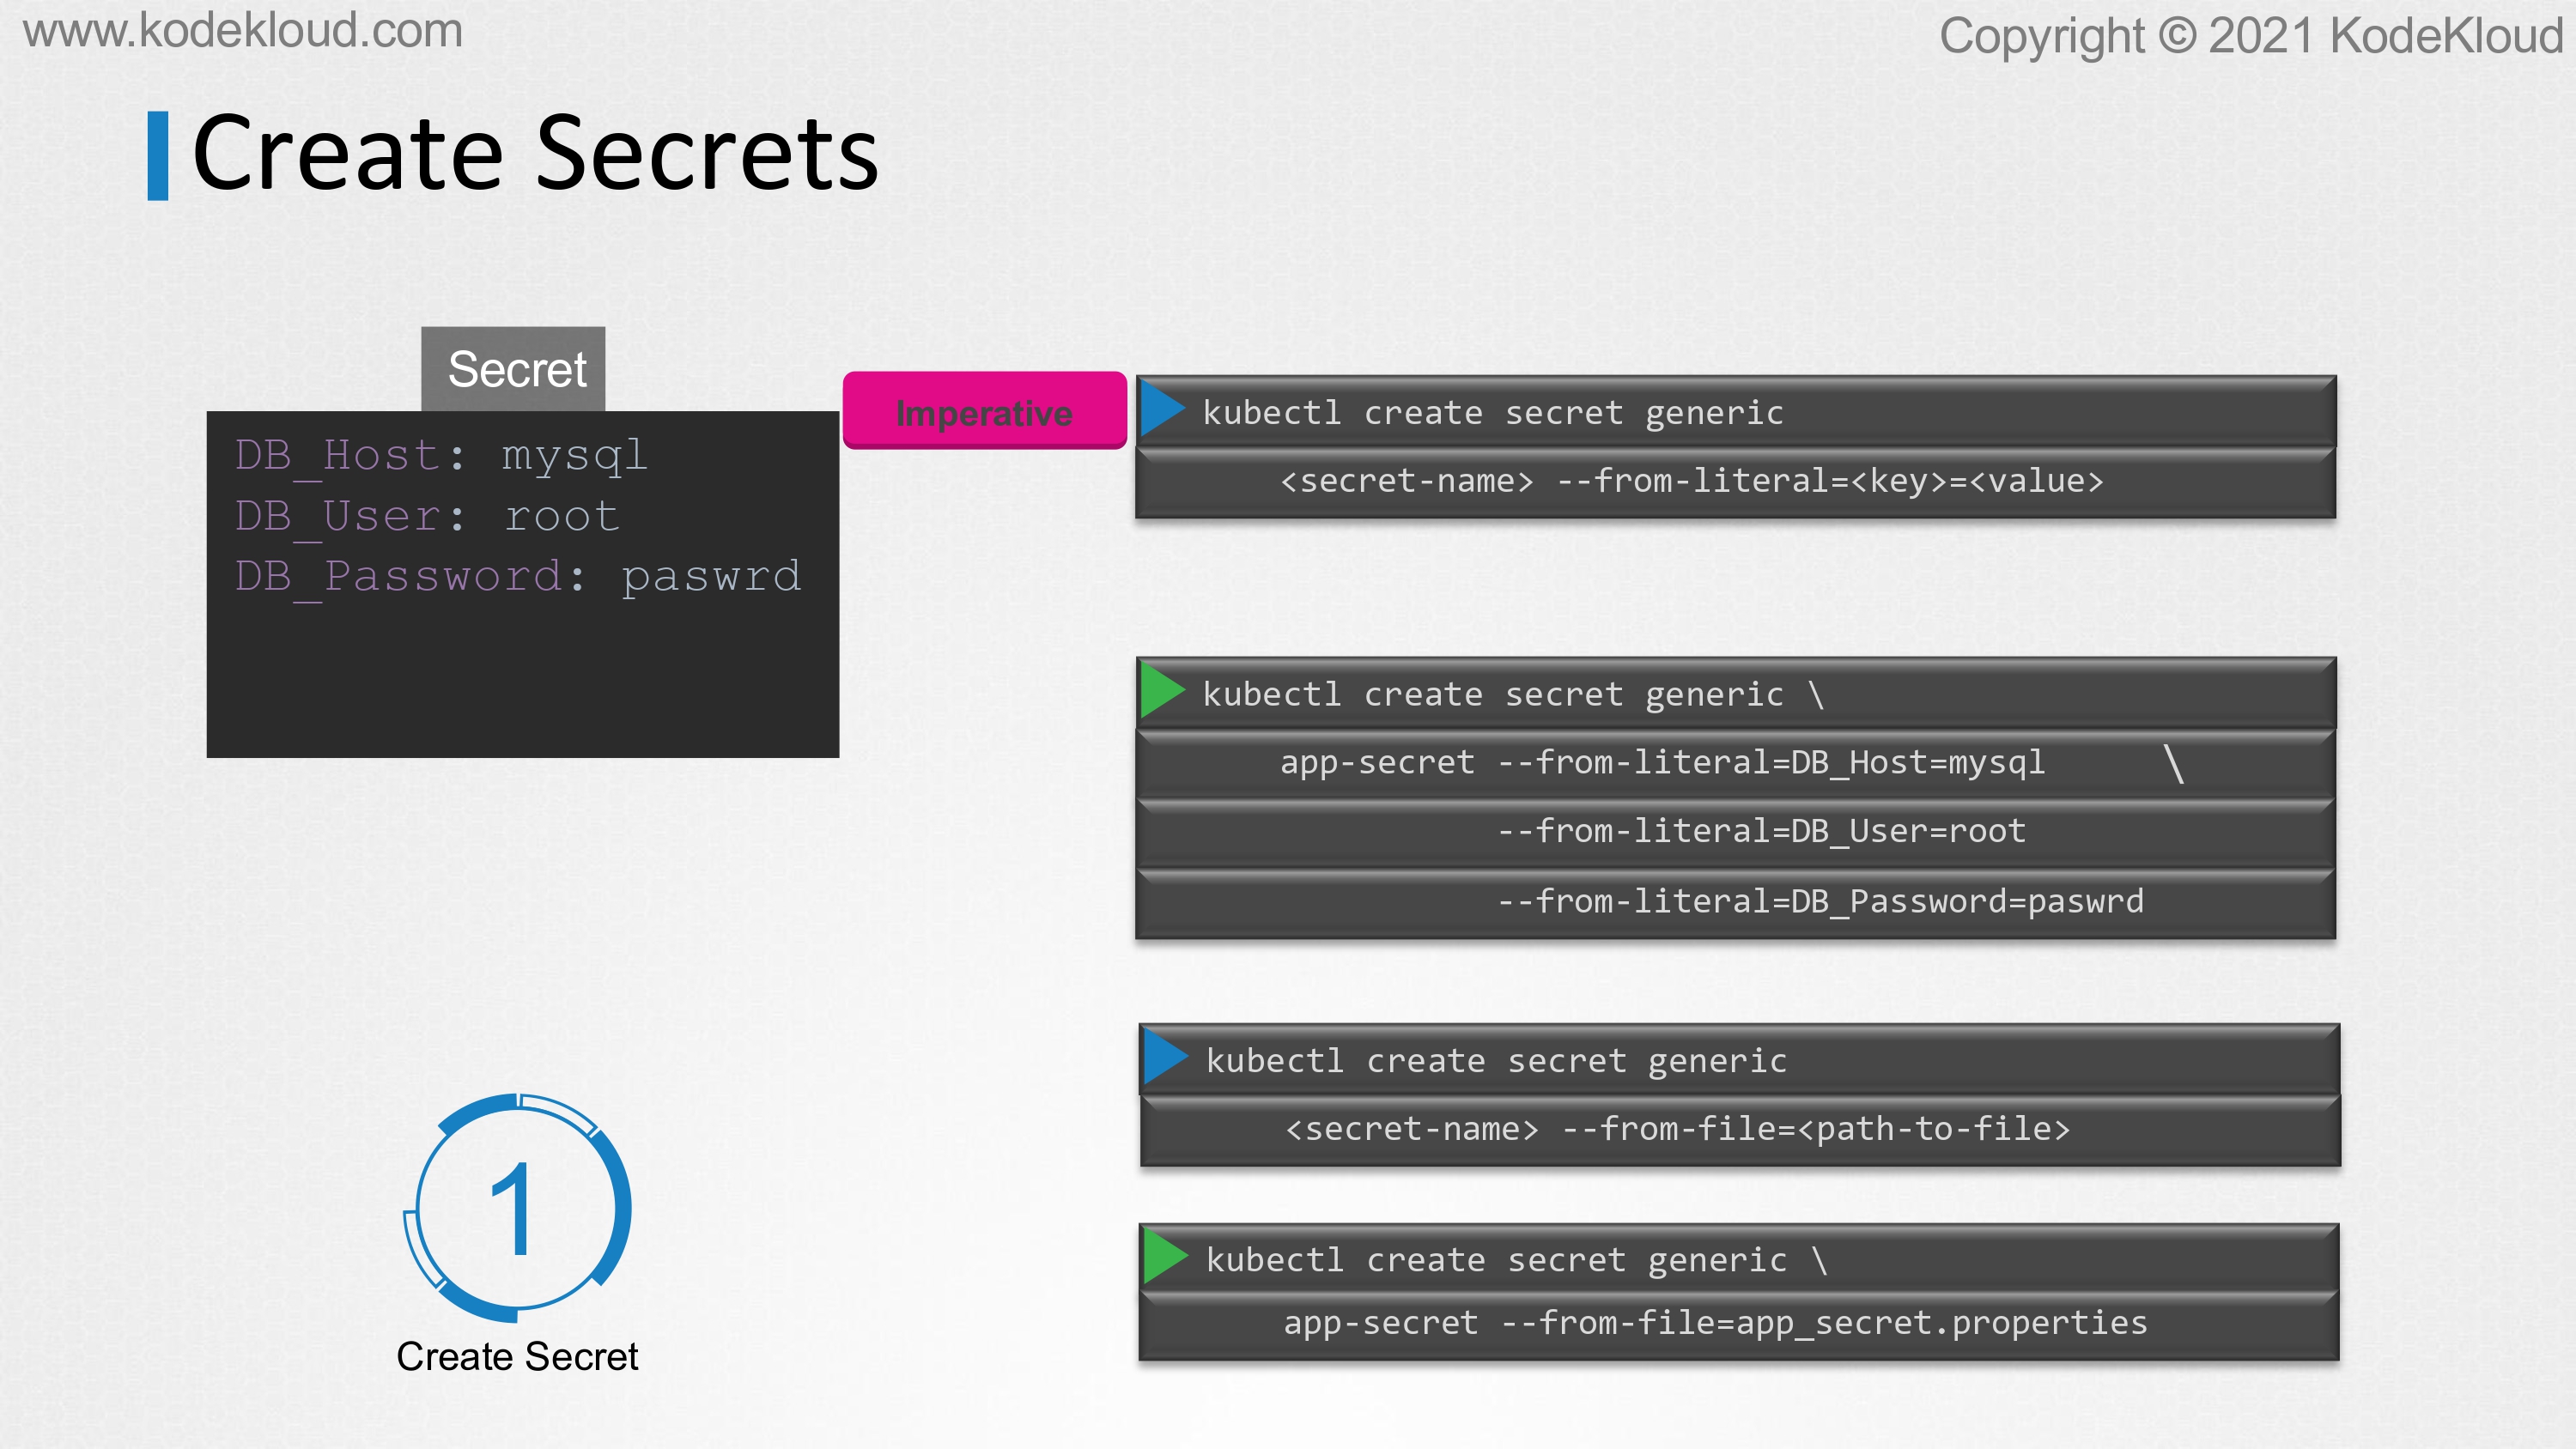 www.kodekloud.com
Copyright © 2021 KodeKloud
Create Secrets
Secret
DB_Host: mysql
DB_User: root
DB_Password: paswrd
Imperative
kubectl create secret generic
<secret-name> --from-literal=<key>=<value>
kubectl create secret generic \
app-secret --from-literal=DB_Host=mysql \
--from-literal=DB_User=root
--from-literal=DB_Password=paswrd
kubectl create secret generic
<secret-name> --from-file=<path-to-file>
kubectl create secret generic \
app-secret --from-file=app_secret.properties
1
Create Secret